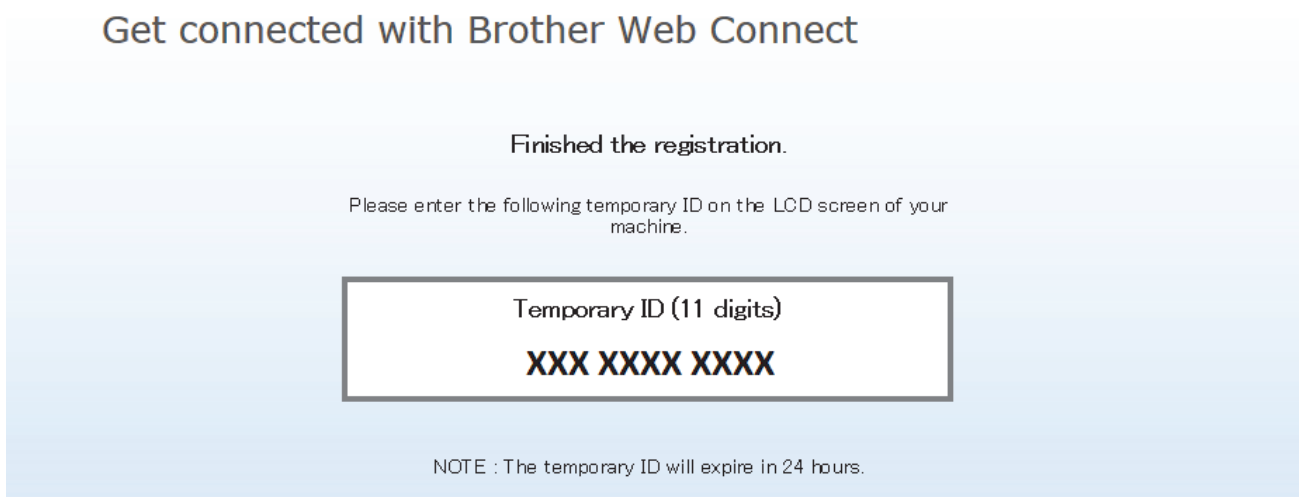 Get connected with Brother Web Connect
Finished the registration.
Please enter the following temporary ID on the LCD screen of your
machine.
Temporary ID (11 digits)
XXX XXXX XXXX
NOTE : The temporary ID will expire in 24 hours.